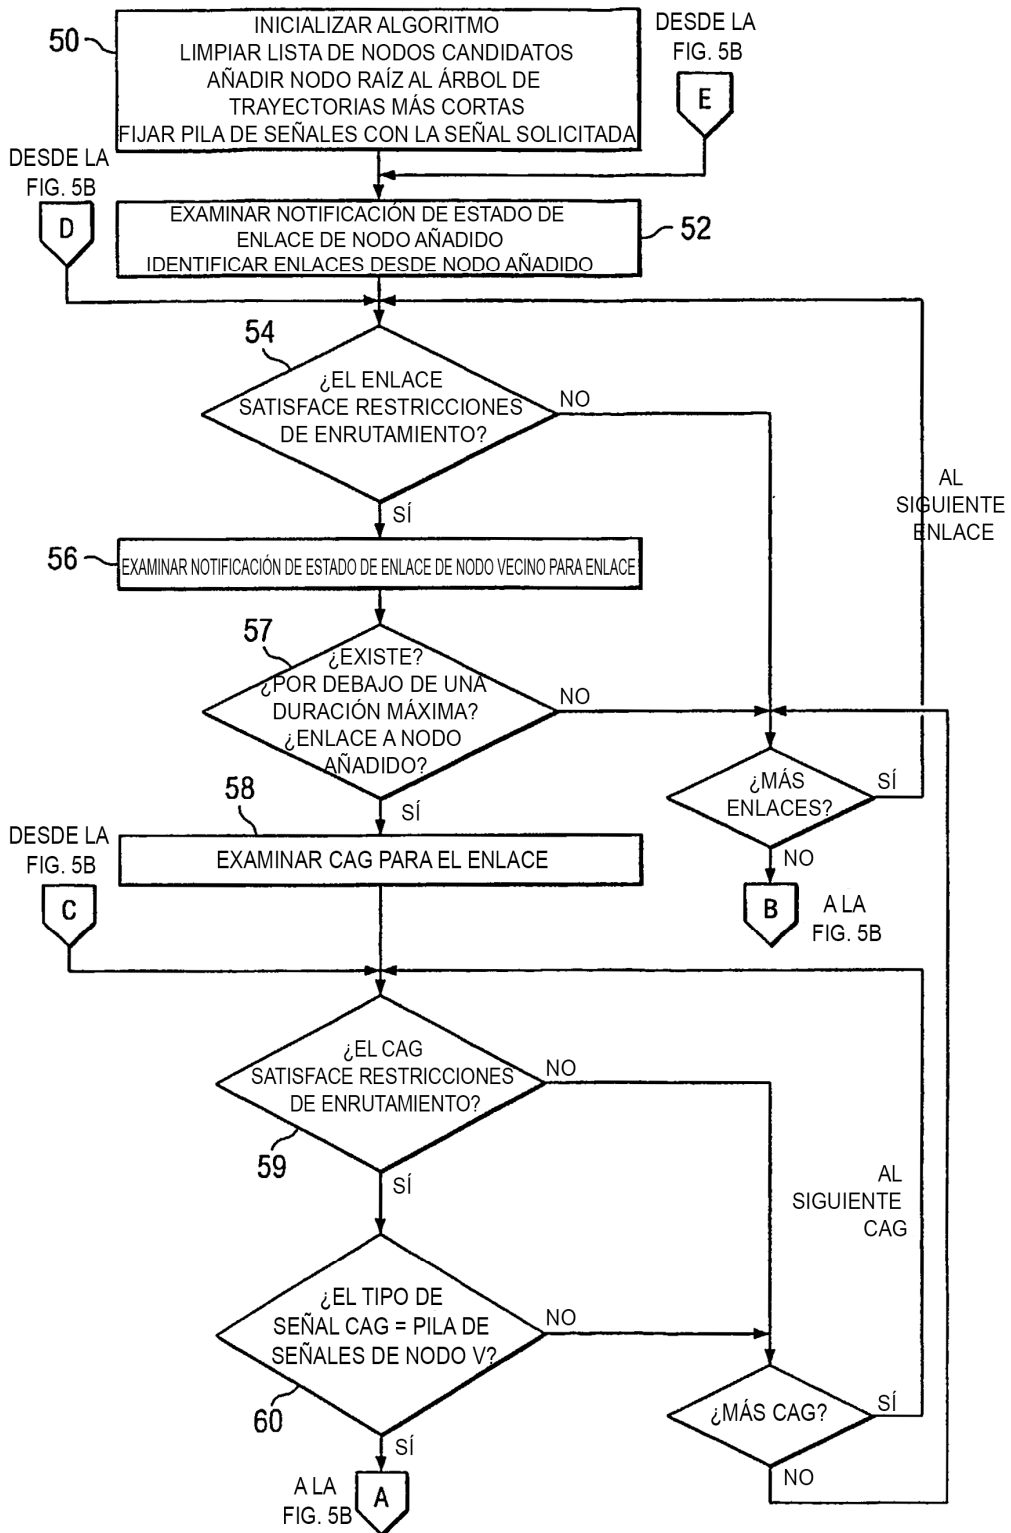 50
INICIALIZAR ALGORITMO
LIMPIAR LISTA DE NODOS CANDIDATOS
AÑADIR NODO RAÍZ AL ÁRBOL DE
TRAYECTORIAS MÁS CORTAS
FIJAR PILA DE SEÑALES CON LA SEÑAL SOLICITADA
DESDE LA
FIG. 5B
E
DESDE LA
FIG. 5B
D
EXAMINAR NOTIFICACIÓN DE ESTADO DE
ENLACE DE NODO AÑADIDO
IDENTIFICAR ENLACES DESDE NODO AÑADIDO
52
54
¿EL ENLACE
SATISFACE RESTRICCIONES
DE ENRUTAMIENTO?
NO
SÍ
AL
SIGUIENTE
ENLACE
56
EXAMINAR NOTIFICACIÓN DE ESTADO DE ENLACE DE NODO VECINO PARA ENLACE
57
¿EXISTE?
¿POR DEBAJO DE UNA
DURACIÓN MÁXIMA?
¿ENLACE A NODO
AÑADIDO?
NO
SÍ
¿MÁS
ENLACES?
SÍ
NO
B
A LA
FIG. 5B
58
EXAMINAR CAG PARA EL ENLACE
DESDE LA
FIG. 5B
C
¿EL CAG
SATISFACE RESTRICCIONES
DE ENRUTAMIENTO?
NO
59
SÍ
AL
SIGUIENTE
CAG
¿EL TIPO DE
SEÑAL CAG = PILA DE
SEÑALES DE NODO V?
NO
60
SÍ
¿MÁS CAG?
SÍ
NO
A LA
FIG. 5B
A